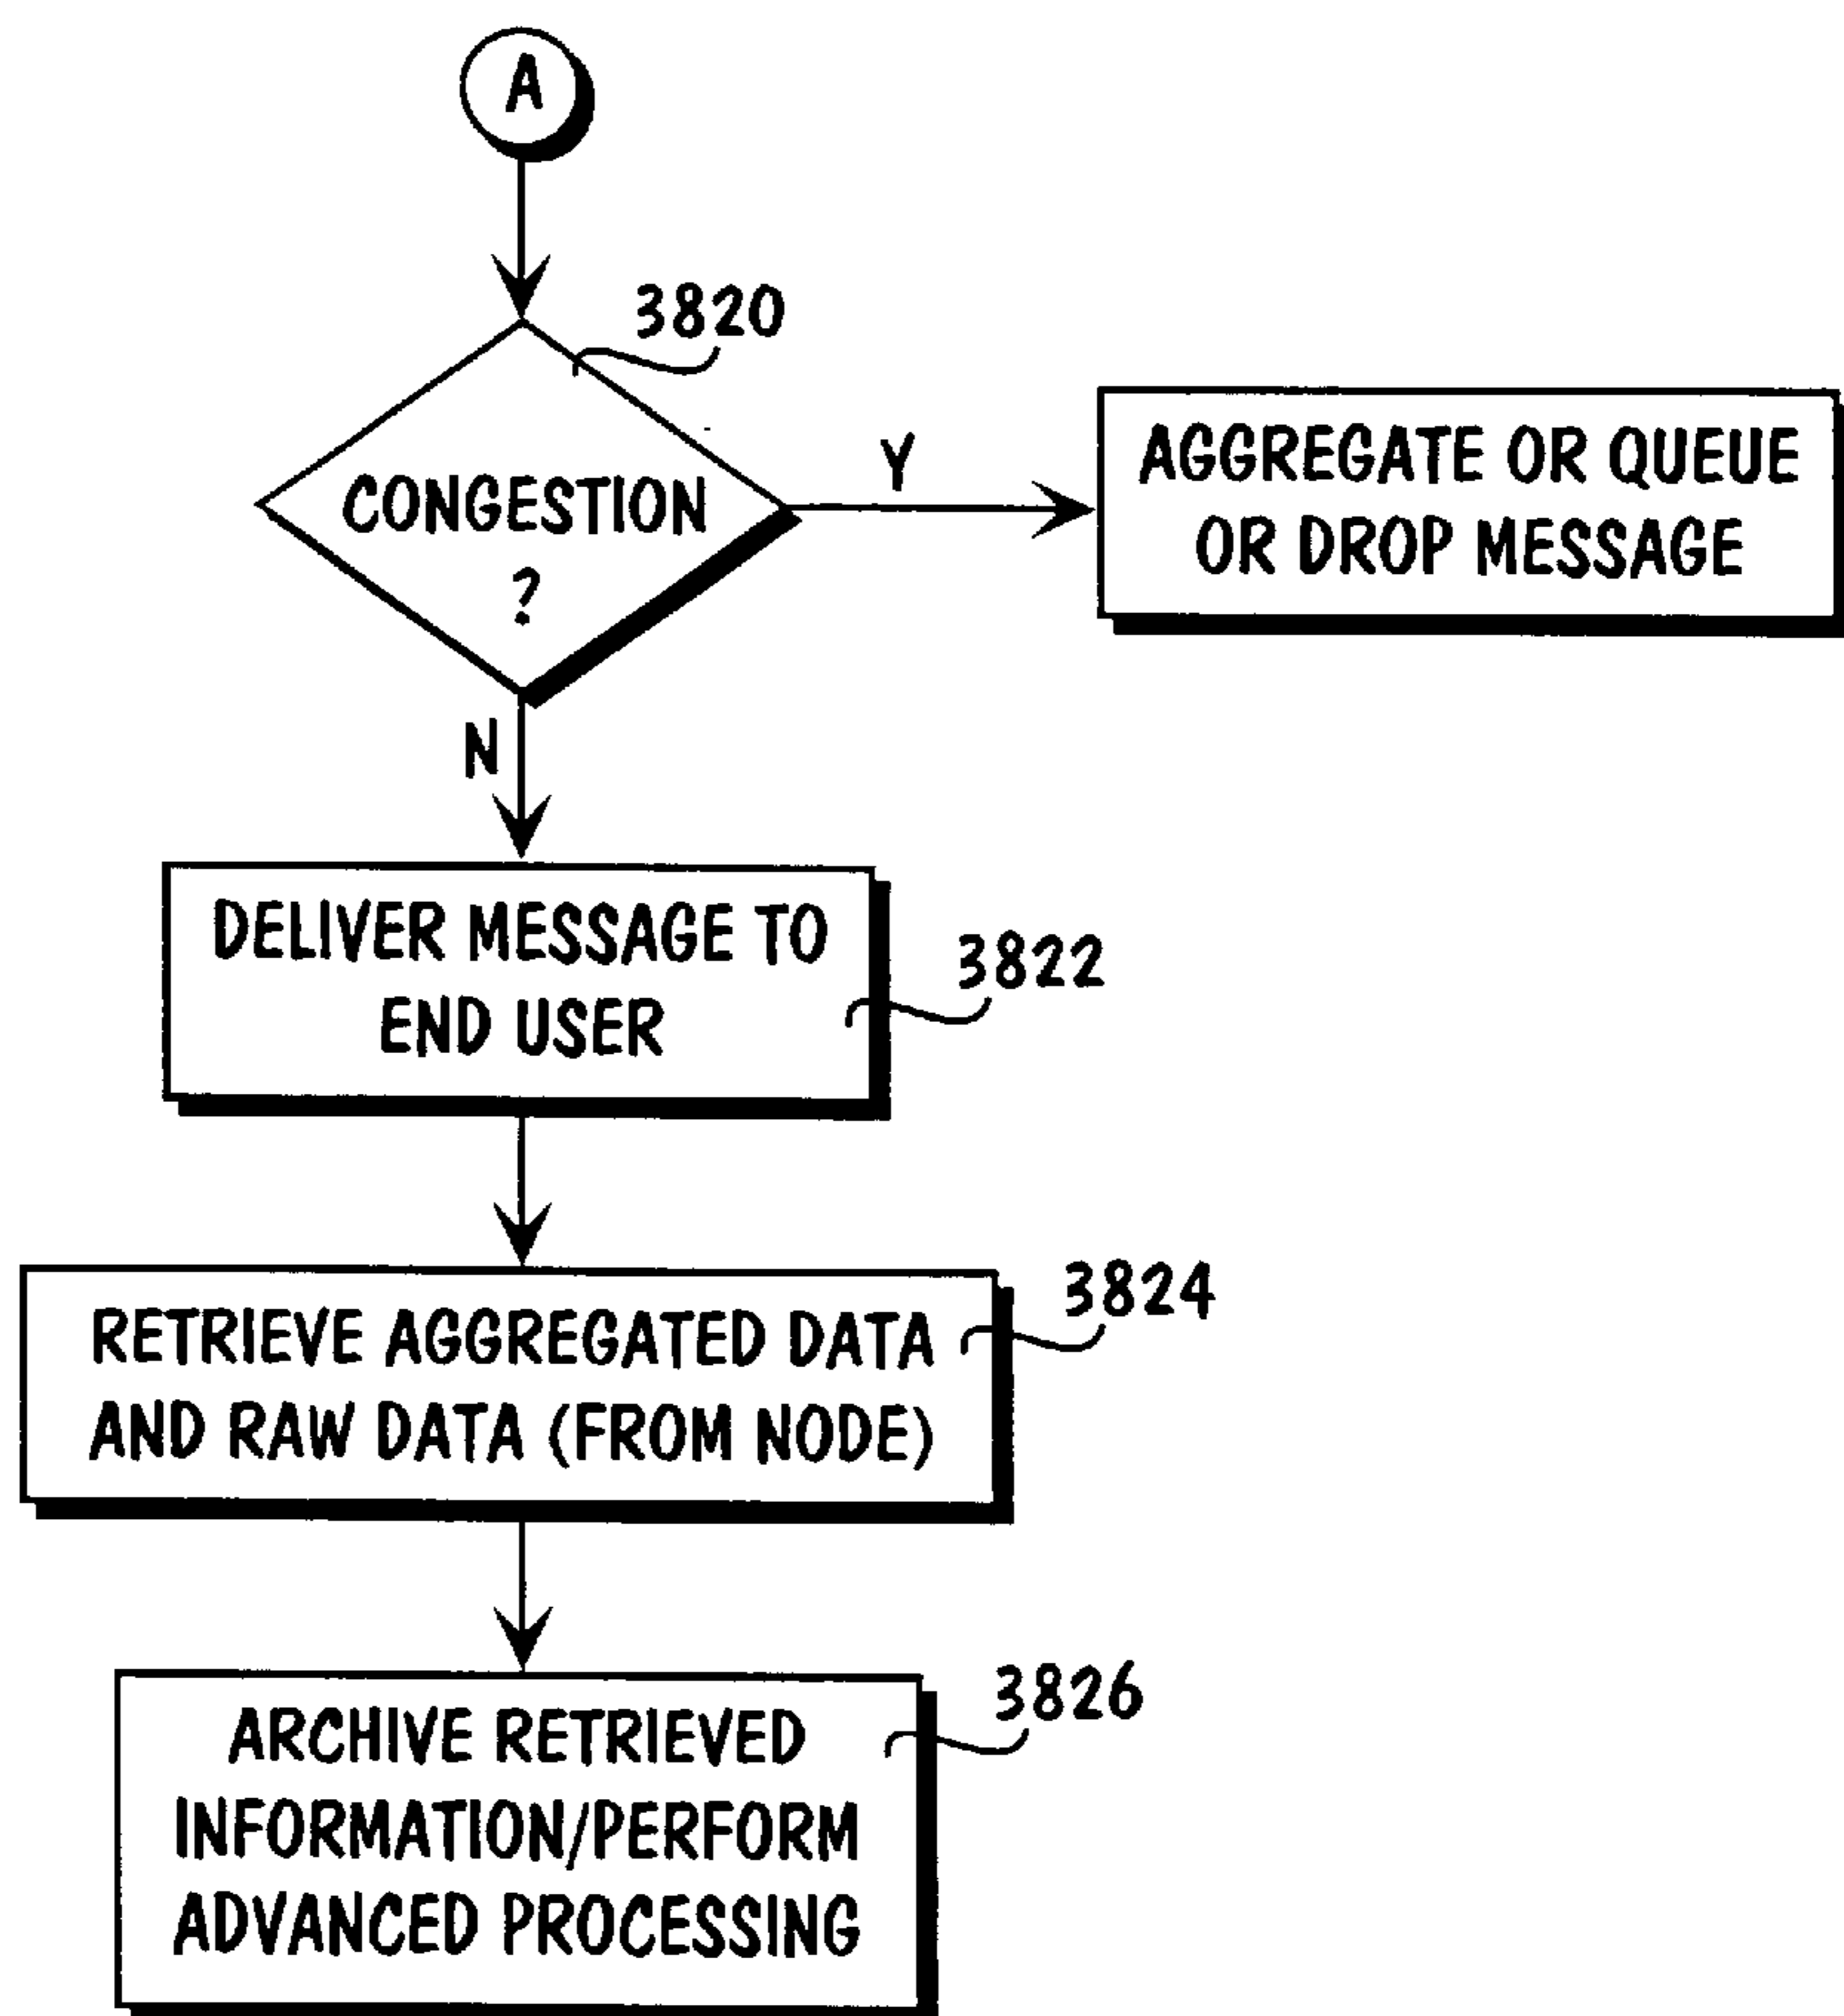 A
3820
CONGESTION
?
Y
AGGREGATE OR QUEUE
OR DROP MESSAGE
N
DELIVER MESSAGE TO
END USER
3822
RETRIEVE AGGREGATED DATA
AND RAW DATA (FROM NODE)
3824
ARCHIVE RETRIEVED
INFORMATION/PERFORM
ADVANCED PROCESSING
3826